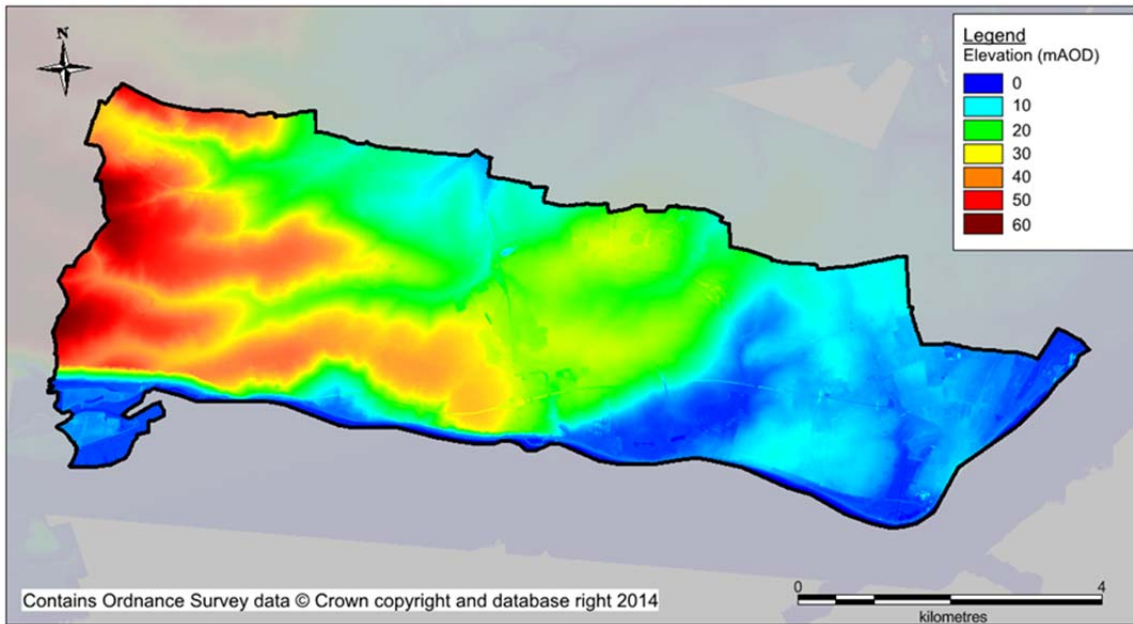 N
Legend
Elevation (mAOD)
0
10
20
30
40
50
60
Contains Ordnance Survey data © Crown copyright and database right 2014
0 4
kilometres